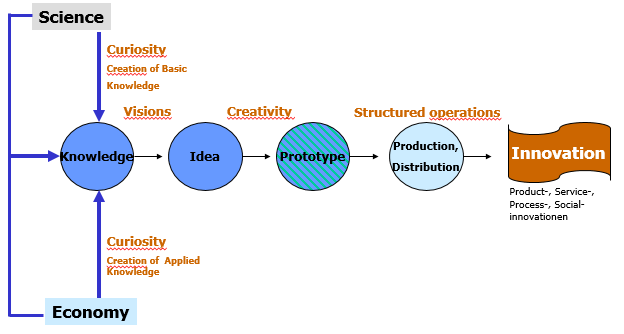 Science
Curiosity
Creation of Basic
Knowledge
Visions
Creativity
Structured operations
Knowledge
Idea
Prototype
Production,
Distribution
Innovation
Product-, Service-,
Process-, Social-
innovationen
Curiosity
Creation of Applied
Knowledge
Economy